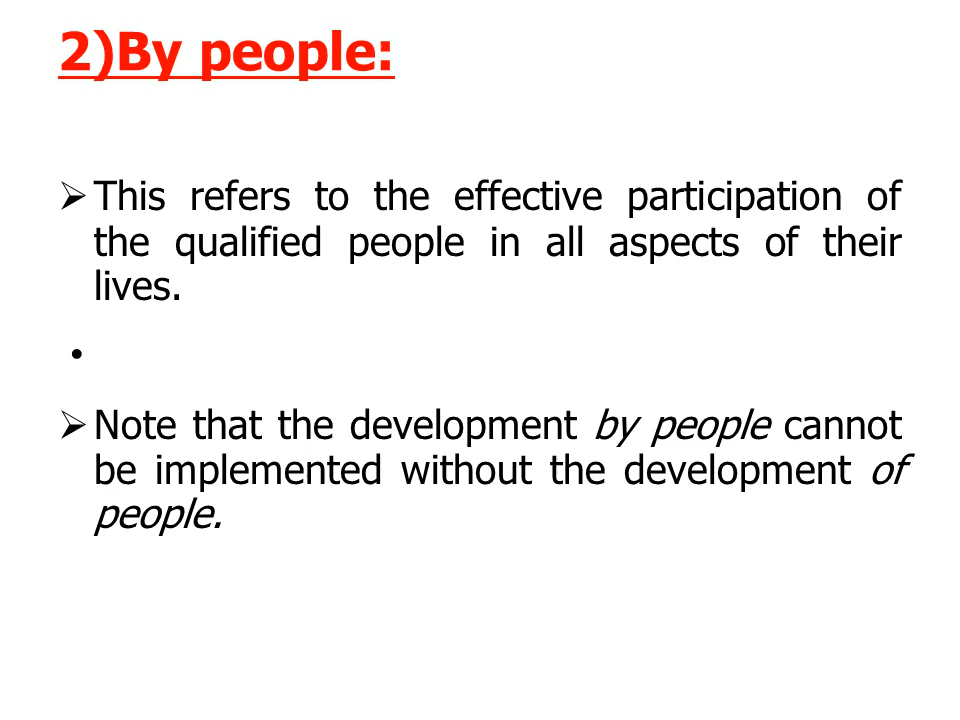 2)By people:
➢ This refers to the effective participation of
the qualified people in all aspects of their
lives.
•
➢ Note that the development by people cannot
be implemented without the development of
people.